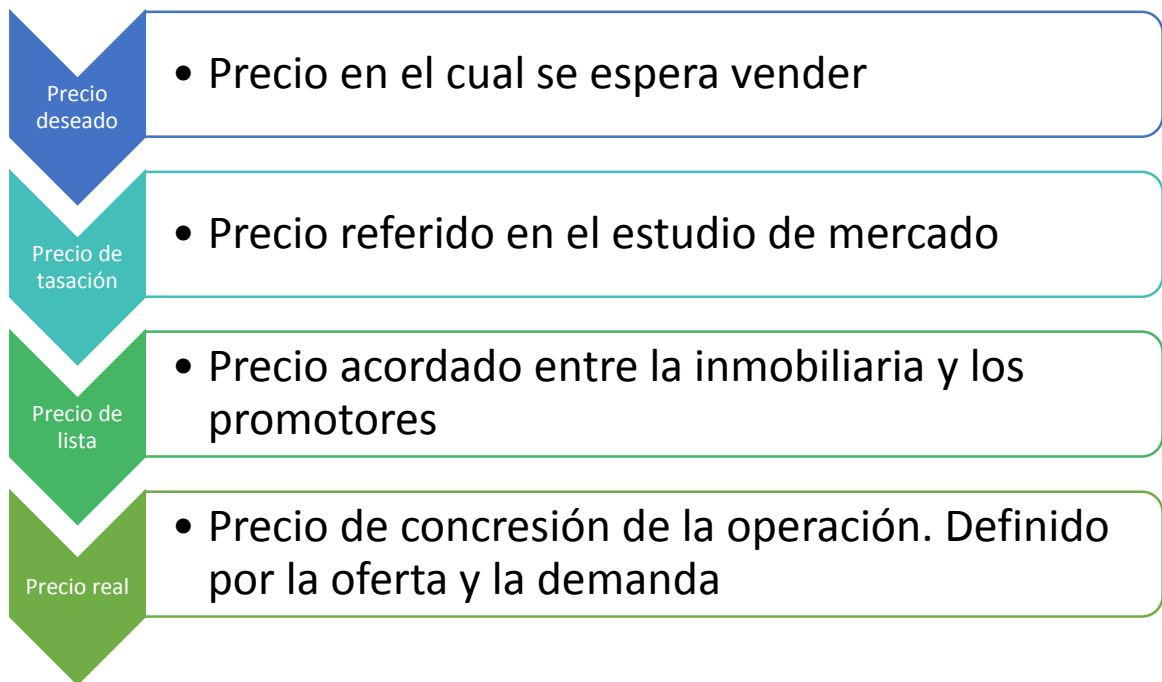 Precio
deseado
• Precio en el cual se espera vender
Precio de
tasación
• Precio referido en el estudio de mercado
Precio de
lista
• Precio acordado entre la inmobiliaria y los
promotores
Precio real
• Precio de concresión de la operación. Definido
por la oferta y la demanda